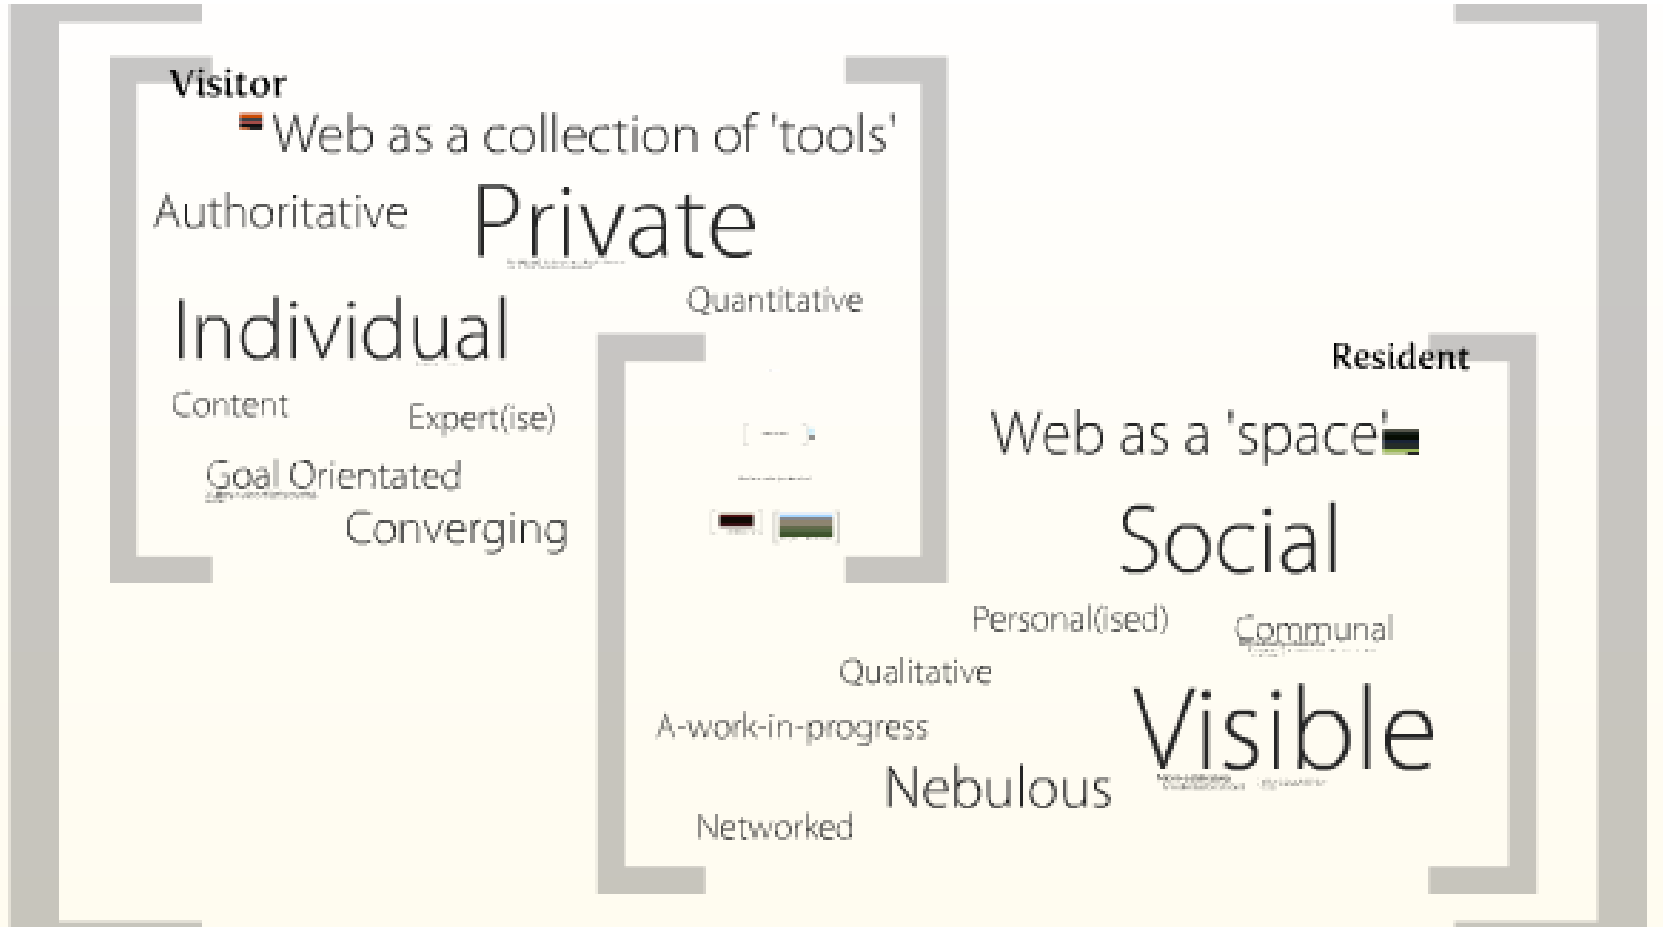 Visitor
Web as a collection of 'tools'
Authoritative
Private
Quantitative
Individual
Content
Expert(ise)
Goal Orientated
Converging
Resident
Web as a 'space'
Social
Personal(ised)
Communal
Qualitative
A-work-in-progress
Visible
Nebulous
Networked